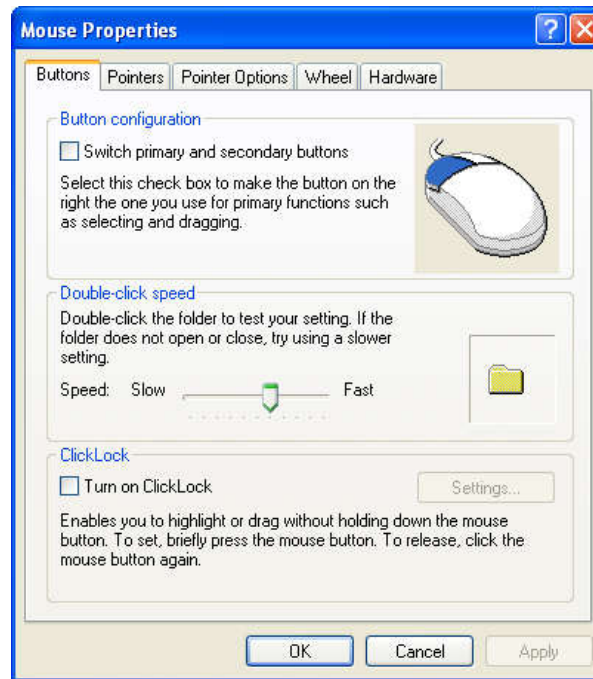 Mouse Properties
Buttons Pointers Pointer Options Wheel Hardware
Button configuration
Switch primary and secondary buttons
Select this check box to make the button on the
right the one you use for primary functions such
as selecting and dragging.
Double-click speed
Double-click the folder to test your setting. If the
folder does not open or close, try using a slower
setting.
Speed: Slow Fast
ClickLock
Turn on ClickLock Settings...
Enables you to highlight or drag without holding down the mouse
button. To set, briefly press the mouse button. To release, click the
mouse button again.
OK Cancel Apply